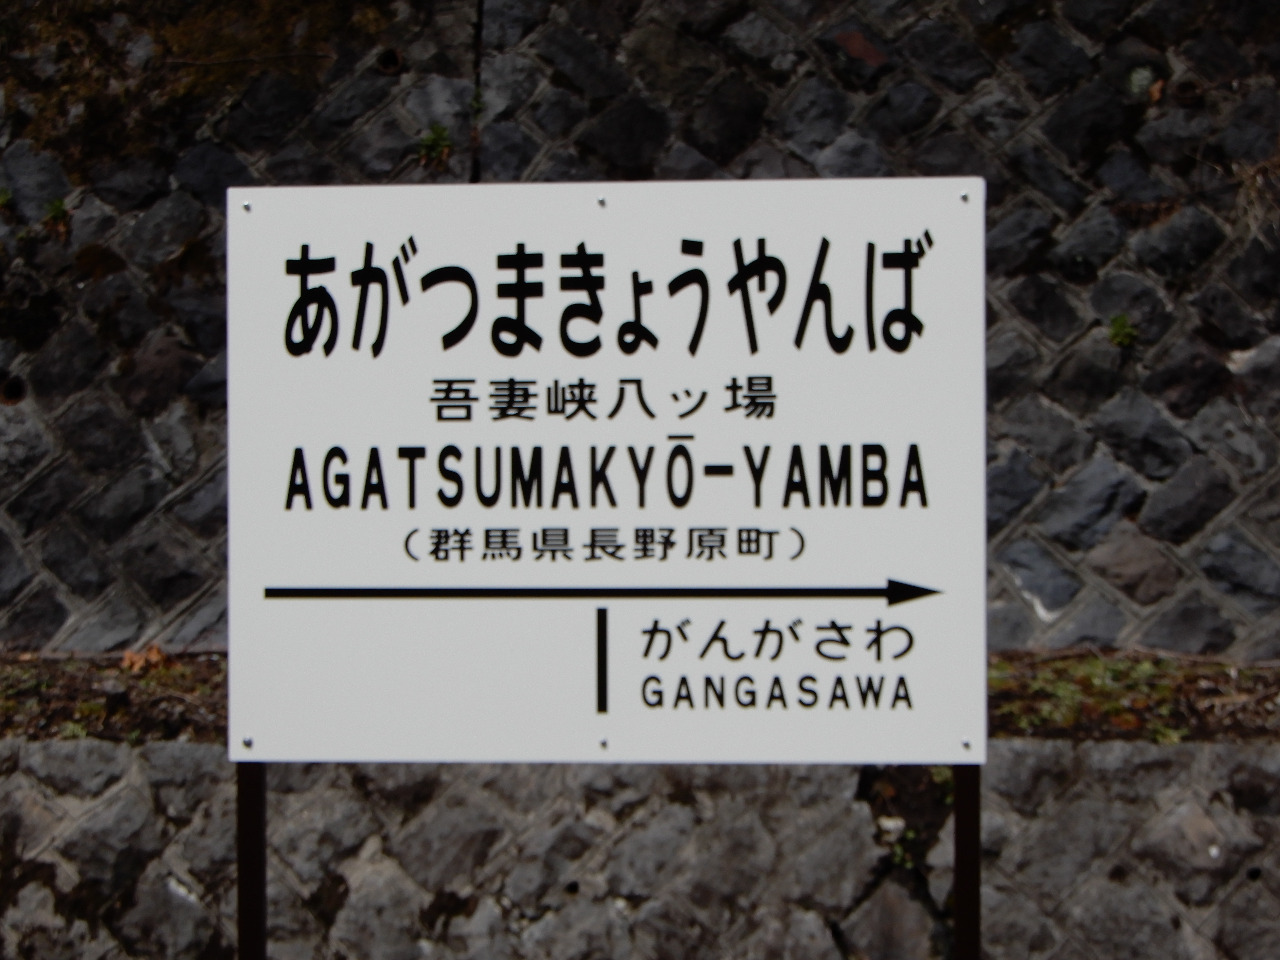 あがつまきょうやんば
吾妻峡八ッ場
AGATSUMAKYŌ-YAMBA
（群馬県長野原町）
がんがさわ
GANGASAWA